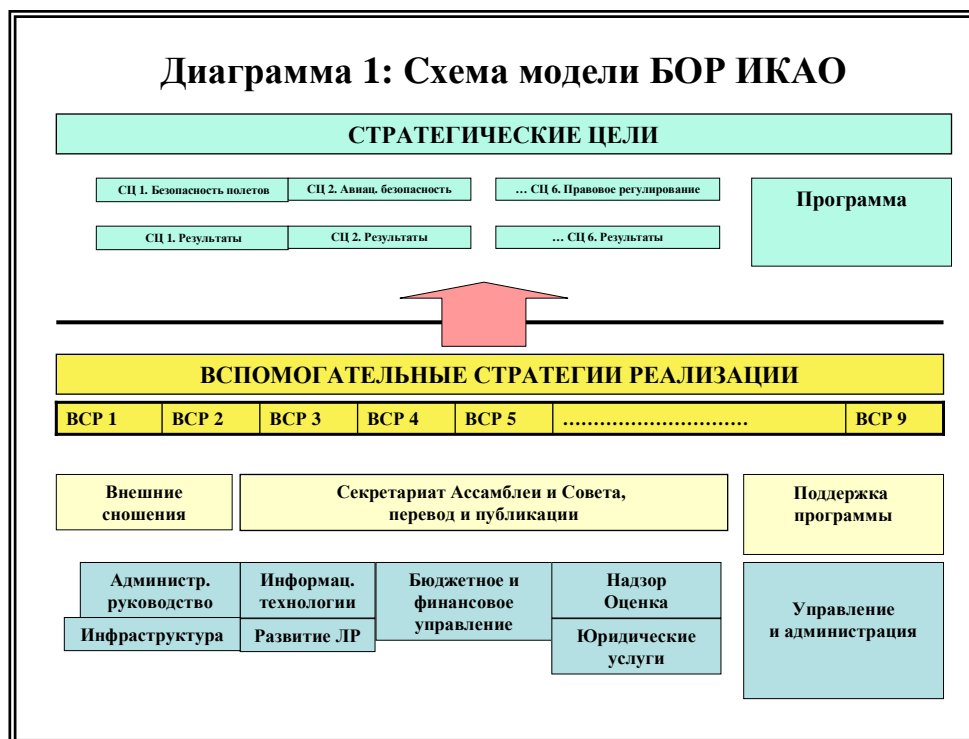 Диаграмма 1: Схема модели БОР ИКАО
СТРАТЕГИЧЕСКИЕ ЦЕЛИ
СЦ 1. Безопасность полетов
СЦ 2. Авиац. безопасность
… СЦ 6. Правовое регулирование
Программа
СЦ 1. Результаты
СЦ 2. Результаты
… СЦ 6. Результаты
ВСПОМОГАТЕЛЬНЫЕ СТРАТЕГИИ РЕАЛИЗАЦИИ
ВСР 1
ВСР 2
ВСР 3
ВСР 4
ВСР 5
…………………………
ВСР 9
Внешние
сношения
Секретариат Ассамблеи и Совета,
перевод и публикации
Поддержка
программы
Администр.
руководство
Информац.
технологии
Бюджетное и
финансовое
управление
Надзор
Оценка
Управление
и администрация
Инфраструктура
Развитие ЛР
Юридические
услуги